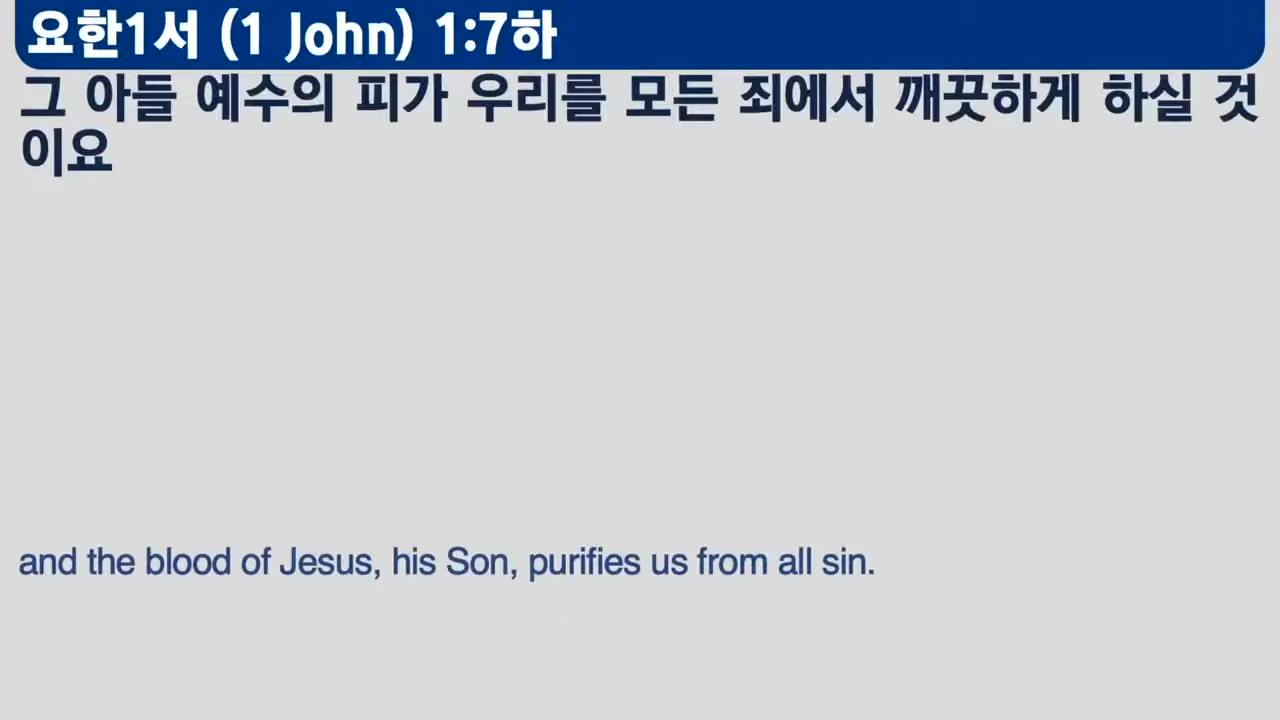 요한1서 (1 John) 1:7하
그 아들 예수의 피가 우리를 모든 죄에서 깨끗하게 하실 것
이요
and the blood of Jesus, his Son, purifies us from all sin.